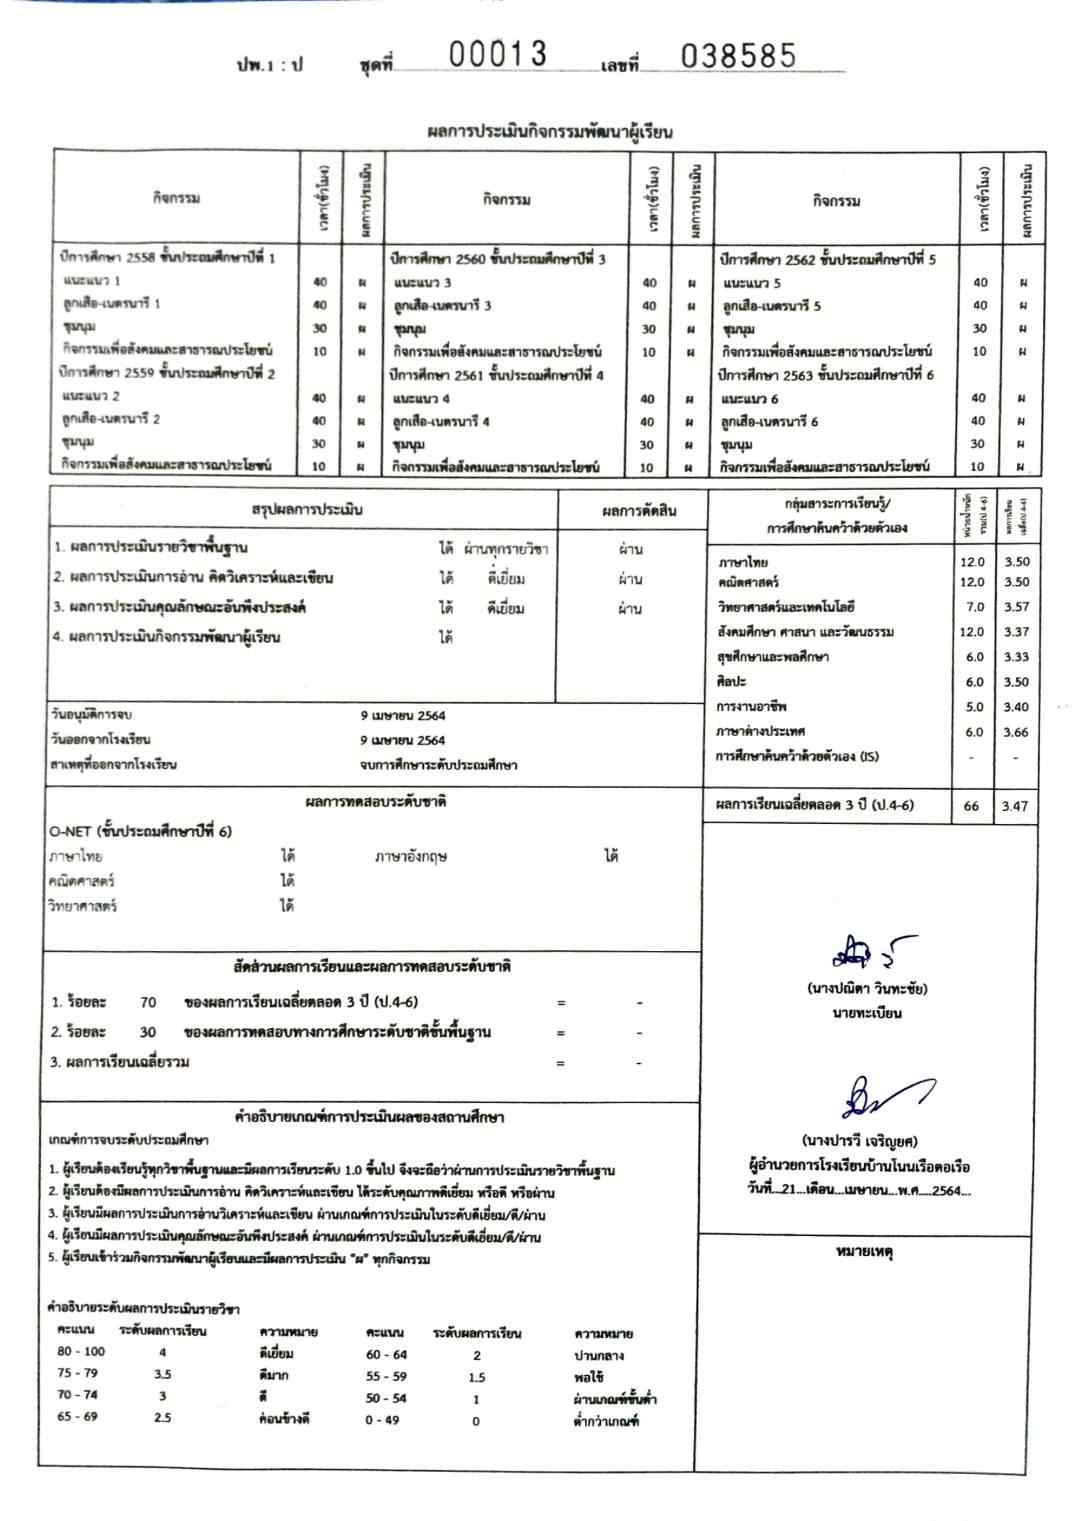 ปพ.1 : ป ชุดที่ 00013 เลขที่ 038585
ผลการประเมินกิจกรรมพัฒนาผู้เรียน
กิจกรรม เวลา(ชั่วโมง) ผลการประเมิน กิจกรรม เวลา(ชั่วโมง) ผลการประเมิน กิจกรรม เวลา(ชั่วโมง) ผลการประเมิน
ปีการศึกษา 2558 ชั้นประถมศึกษาปีที่ 1 ปีการศึกษา 2560 ชั้นประถมศึกษาปีที่ 3 ปีการศึกษา 2562 ชั้นประถมศึกษาปีที่ 5
แนะแนว 1 40 ผ แนะแนว 3 40 ผ แนะแนว 5 40 ผ
ลูกเสือ-เนตรนารี 1 40 ผ ลูกเสือ-เนตรนารี 3 40 ผ ลูกเสือ-เนตรนารี 5 40 ผ
ชุมนุม 30 ผ ชุมนุม 30 ผ ชุมนุม 30 ผ
กิจกรรมเพื่อสังคมและสาธารณประโยชน์ 10 ผ กิจกรรมเพื่อสังคมและสาธารณประโยชน์ 10 ผ กิจกรรมเพื่อสังคมและสาธารณประโยชน์ 10 ผ
ปีการศึกษา 2559 ชั้นประถมศึกษาปีที่ 2 ปีการศึกษา 2561 ชั้นประถมศึกษาปีที่ 4 ปีการศึกษา 2563 ชั้นประถมศึกษาปีที่ 6
แนะแนว 2 40 ผ แนะแนว 4 40 ผ แนะแนว 6 40 ผ
ลูกเสือ-เนตรนารี 2 40 ผ ลูกเสือ-เนตรนารี 4 40 ผ ลูกเสือ-เนตรนารี 6 40 ผ
ชุมนุม 30 ผ ชุมนุม 30 ผ ชุมนุม 30 ผ
กิจกรรมเพื่อสังคมและสาธารณประโยชน์ 10 ผ กิจกรรมเพื่อสังคมและสาธารณประโยชน์ 10 ผ กิจกรรมเพื่อสังคมและสาธารณประโยชน์ 10 ผ
สรุปผลการประเมิน ผลการตัดสิน
1. ผลการประเมินรายวิชาพื้นฐาน ได้ ผ่านทุกรายวิชา ผ่าน
2. ผลการประเมินการอ่าน คิดวิเคราะห์และเขียน ได้ ดีเยี่ยม ผ่าน
3. ผลการประเมินคุณลักษณะอันพึงประสงค์ ได้ ดีเยี่ยม ผ่าน
4. ผลการประเมินกิจกรรมพัฒนาผู้เรียน ได้
วันอนุมัติการจบ 9 เมษายน 2564
วันออกจากโรงเรียน 9 เมษายน 2564
สาเหตุที่ออกจากโรงเรียน จบการศึกษาระดับประถมศึกษา
กลุ่มสาระการเรียนรู้/
การศึกษาค้นคว้าด้วยตัวเอง
หน่วยน้ำหนัก
รวม(ป.4-6)
ผลการเรียน
เฉลี่ย(ป.4-6)
ภาษาไทย 12.0 3.50
คณิตศาสตร์ 12.0 3.50
วิทยาศาสตร์และเทคโนโลยี 7.0 3.57
สังคมศึกษา ศาสนา และวัฒนธรรม 12.0 3.37
สุขศึกษาและพลศึกษา 6.0 3.33
ศิลปะ 6.0 3.50
การงานอาชีพ 5.0 3.40
ภาษาต่างประเทศ 6.0 3.66
การศึกษาค้นคว้าด้วยตัวเอง (IS) - -
ผลการเรียนเฉลี่ยตลอด 3 ปี (ป.4-6) 66 3.47
ผลการทดสอบระดับชาติ
O-NET (ชั้นประถมศึกษาปีที่ 6)
ภาษาไทย ได้ ภาษาอังกฤษ ได้
คณิตศาสตร์ ได้
วิทยาศาสตร์ ได้
สัดส่วนผลการเรียนและผลการทดสอบระดับชาติ
1. ร้อยละ 70 ของผลการเรียนเฉลี่ยตลอด 3 ปี (ป.4-6) = -
2. ร้อยละ 30 ของผลการทดสอบทางการศึกษาระดับชาติขั้นพื้นฐาน = -
3. ผลการเรียนเฉลี่ยรวม = -
(นางปณิตา วินทะชัย)
นายทะเบียน
(นางปารวี เจริญยศ)
ผู้อำนวยการโรงเรียนบ้านโนนเรือคอเรือ
วันที่...21...เดือน...เมษายน...พ.ศ....2564...
หมายเหตุ
คำอธิบายเกณฑ์การประเมินผลของสถานศึกษา
เกณฑ์การจบระดับประถมศึกษา
1. ผู้เรียนต้องเรียนรู้ทุกวิชาพื้นฐานและมีผลการเรียนระดับ 1.0 ขึ้นไป จึงจะถือว่าผ่านการประเมินรายวิชาพื้นฐาน
2. ผู้เรียนต้องมีผลการประเมินการอ่าน คิดวิเคราะห์และเขียน ได้ระดับคุณภาพดีเยี่ยม หรือดี หรือผ่าน
3. ผู้เรียนมีผลการประเมินการอ่านวิเคราะห์และเขียน ผ่านเกณฑ์การประเมินในระดับดีเยี่ยม/ดี/ผ่าน
4. ผู้เรียนมีผลการประเมินคุณลักษณะอันพึงประสงค์ ผ่านเกณฑ์การประเมินในระดับดีเยี่ยม/ดี/ผ่าน
5. ผู้เรียนเข้าร่วมกิจกรรมพัฒนาผู้เรียนและมีผลการประเมิน "ผ" ทุกกิจกรรม
คำอธิบายระดับผลการประเมินรายวิชา
คะแนน ระดับผลการเรียน ความหมาย คะแนน ระดับผลการเรียน ความหมาย
80 - 100 4 ดีเยี่ยม 60 - 64 2 ปานกลาง
75 - 79 3.5 ดีมาก 55 - 59 1.5 พอใช้
70 - 74 3 ดี 50 - 54 1 ผ่านเกณฑ์ขั้นต่ำ
65 - 69 2.5 ค่อนข้างดี 0 - 49 0 ต่ำกว่าเกณฑ์